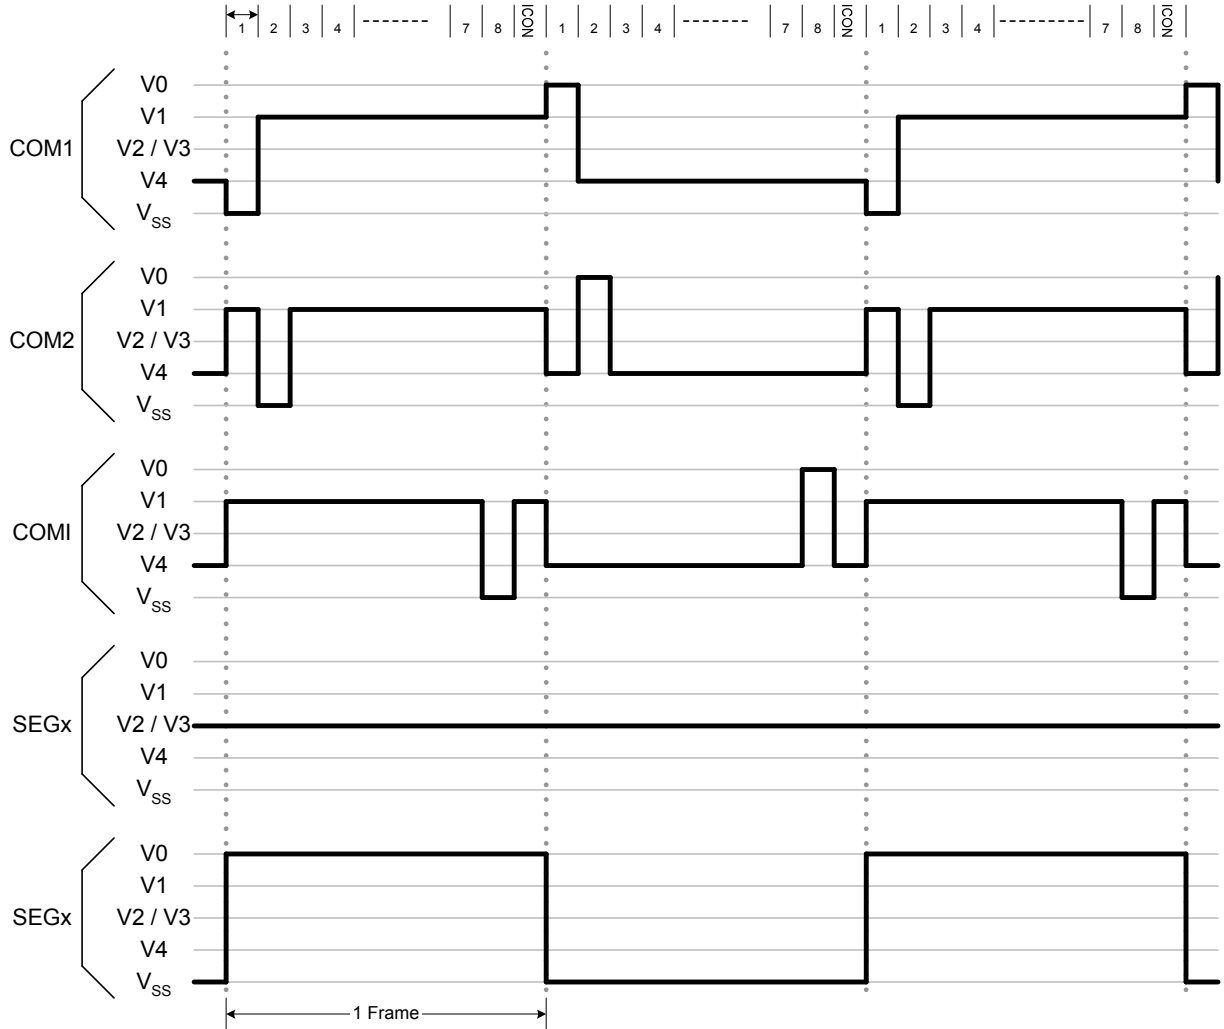 1 2 3 4 -------- 7 8 ICON 1 2 3 4 -------- 7 8 ICON 1 2 3 4 ---------- 7 8 ICON
V0
V1
COM1 V2 / V3
V4
VSS
V0
V1
COM2 V2 / V3
V4
VSS
V0
V1
COMI V2 / V3
V4
VSS
V0
V1
SEGx V2 / V3
V4
VSS
V0
V1
SEGx V2 / V3
V4
VSS
1 Frame